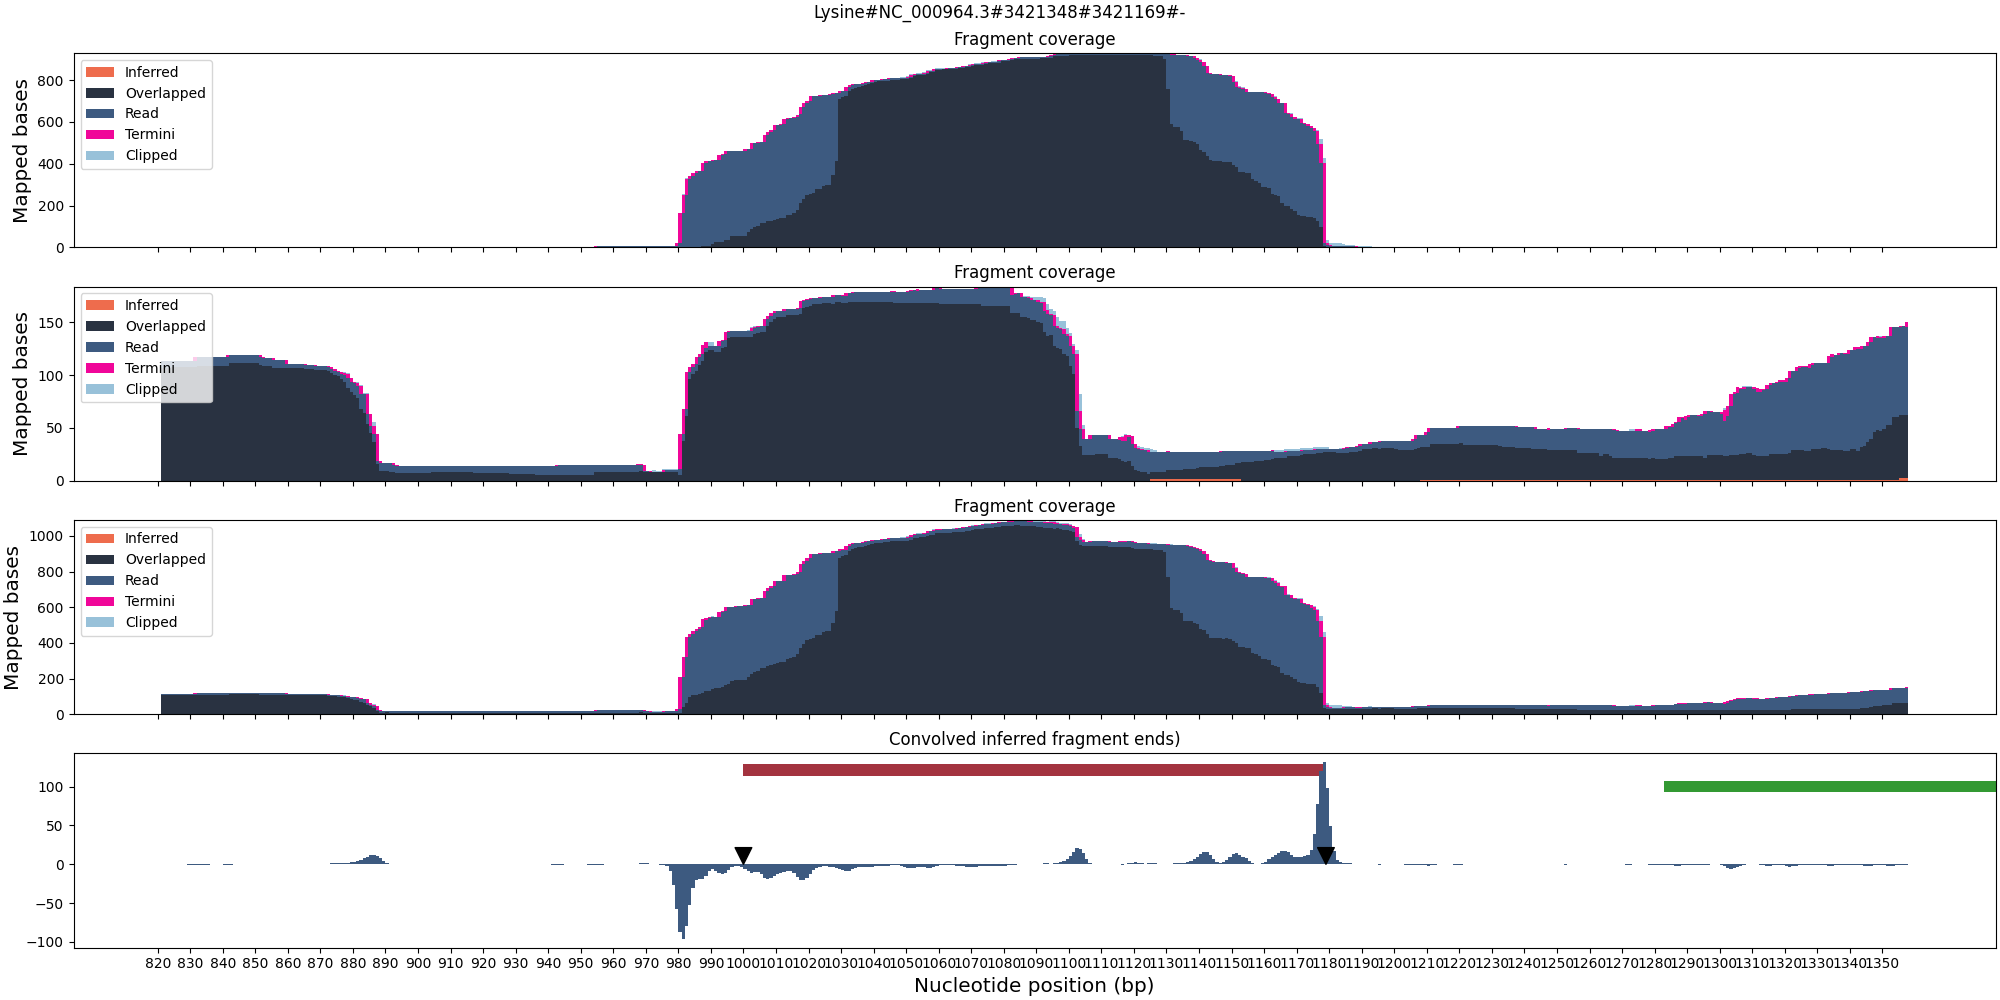 Lysine#NC_000964.3#3421348#3421169#-
Fragment coverage
Mapped bases
800
600
400
200
0
Inferred
Overlapped
Read
Termini
Clipped
Fragment coverage
Mapped bases
150
100
50
0
Inferred
Overlapped
Read
Termini
Clipped
Fragment coverage
Mapped bases
1000
800
600
400
200
0
Inferred
Overlapped
Read
Termini
Clipped
Convolved inferred fragment ends)
100
50
0
−50
−100
820 830 840 850 860 870 880 890 900 910 920 930 940 950 960 970 980 990 1000 1010 1020 1030 1040 1050 1060 1070 1080 1090 1100 1110 1120 1130 1140 1150 1160 1170 1180 1190 1200 1210 1220 1230 1240 1250 1260 1270 1280 1290 1300 1310 1320 1330 1340 1350
Nucleotide position (bp)